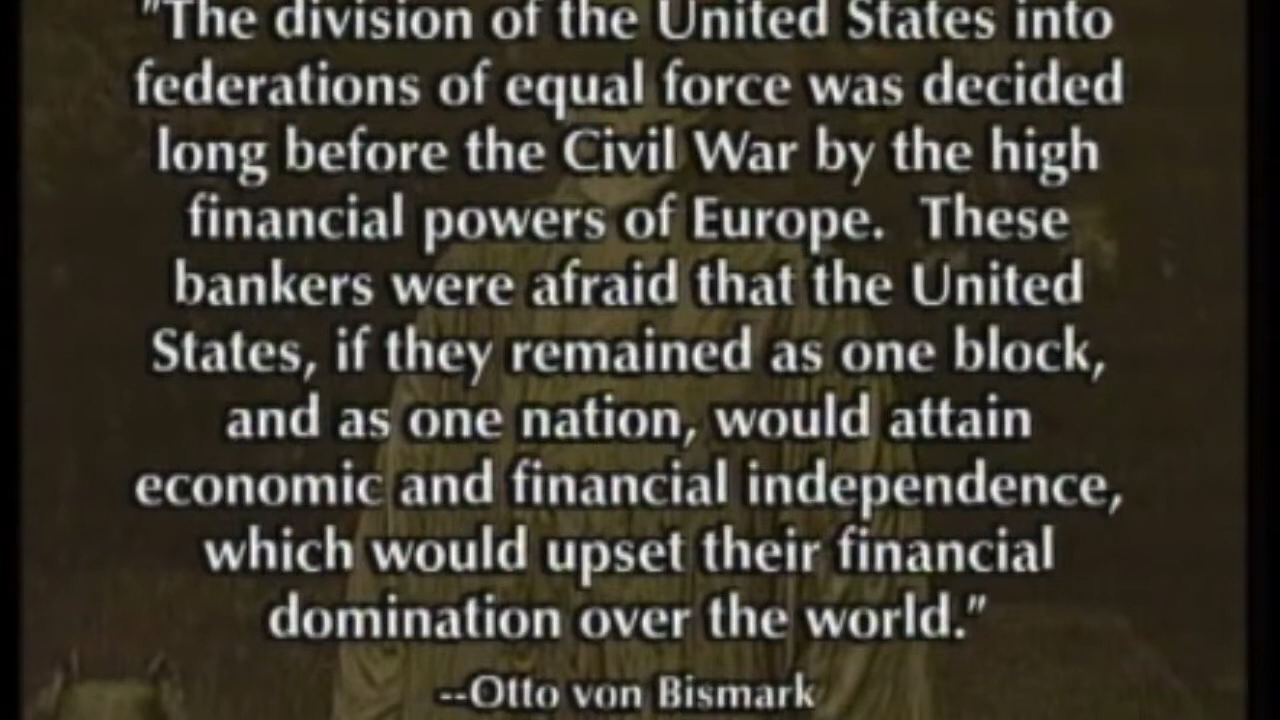 "The division of the United States into
federations of equal force was decided
long before the Civil War by the high
financial powers of Europe.  These
bankers were afraid that the United
States, if they remained as one block,
and as one nation, would attain
economic and financial independence,
which would upset their financial
domination over the world."
--Otto von Bismark